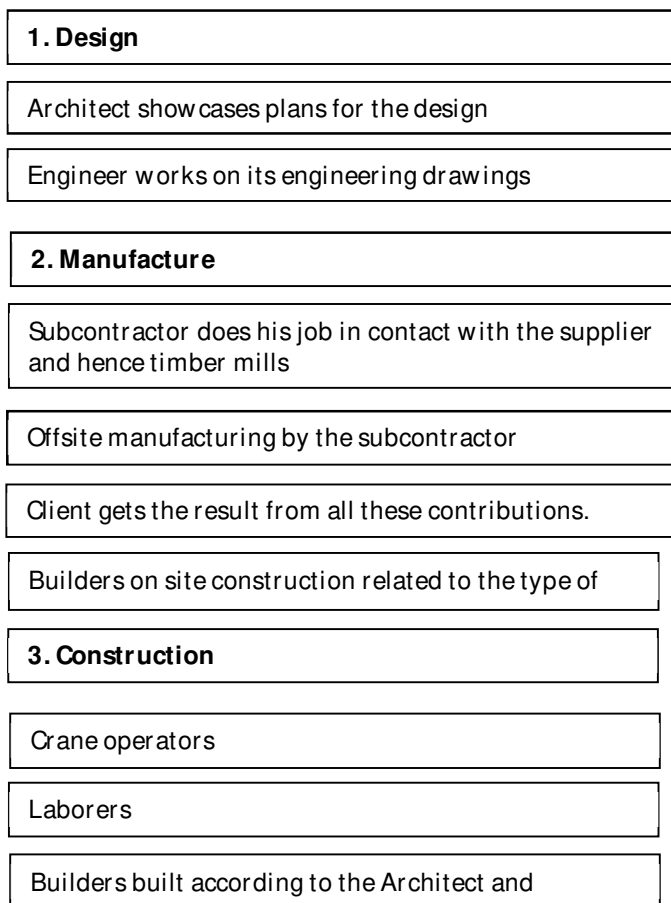 1. Design
Architect showcases plans for the design
Engineer works on its engineering drawings
2. Manufacture
Subcontractor does his job in contact with the supplier
and hence timber mills
Offsite manufacturing by the subcontractor
Client gets the result from all these contributions.
Builders on site construction related to the type of
3. Construction
Crane operators
Laborers
Builders built according to the Architect and